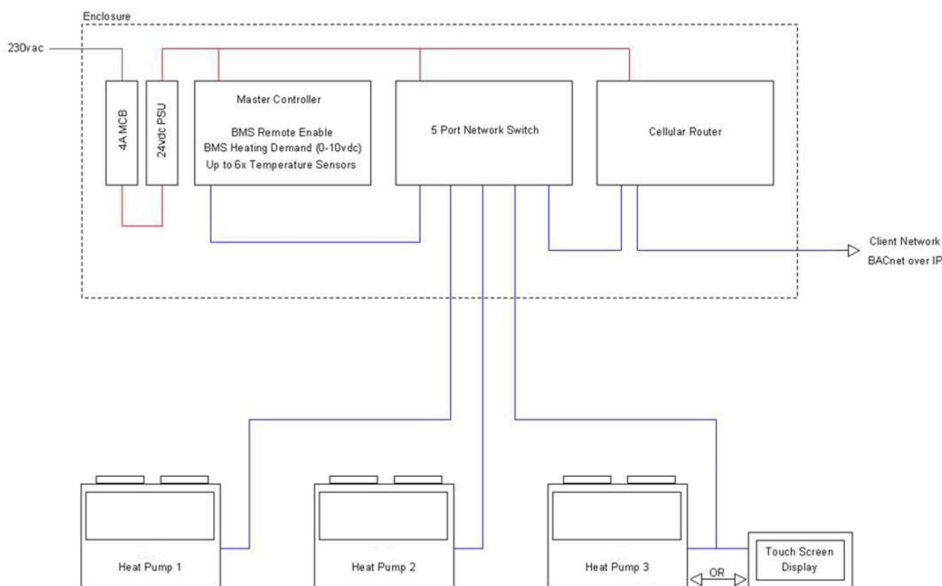 Enclosure
230vac
4A MCB
24vdc PSU
Master Controller
BMS Remote Enable
BMS Heating Demand (0-10vdc)
Up to 6x Temperature Sensors
5 Port Network Switch
Cellular Router
Client Network
BACnet over IP
Heat Pump 1
Heat Pump 2
Heat Pump 3
OR
Touch Screen
Display